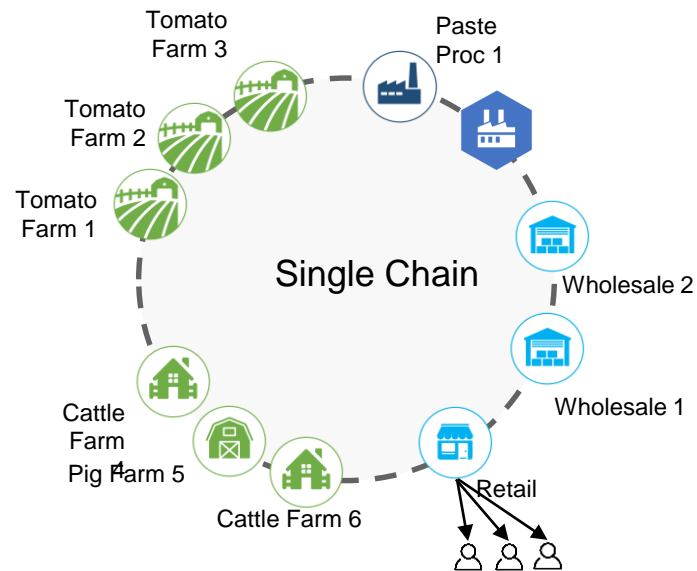 Tomato
Farm 3
Paste
Proc 1
Tomato
Farm 2
Tomato
Farm 1
Single Chain
Wholesale 2
Wholesale 1
Cattle
Farm
4
Pig Farm 5
Retail
Cattle Farm 6